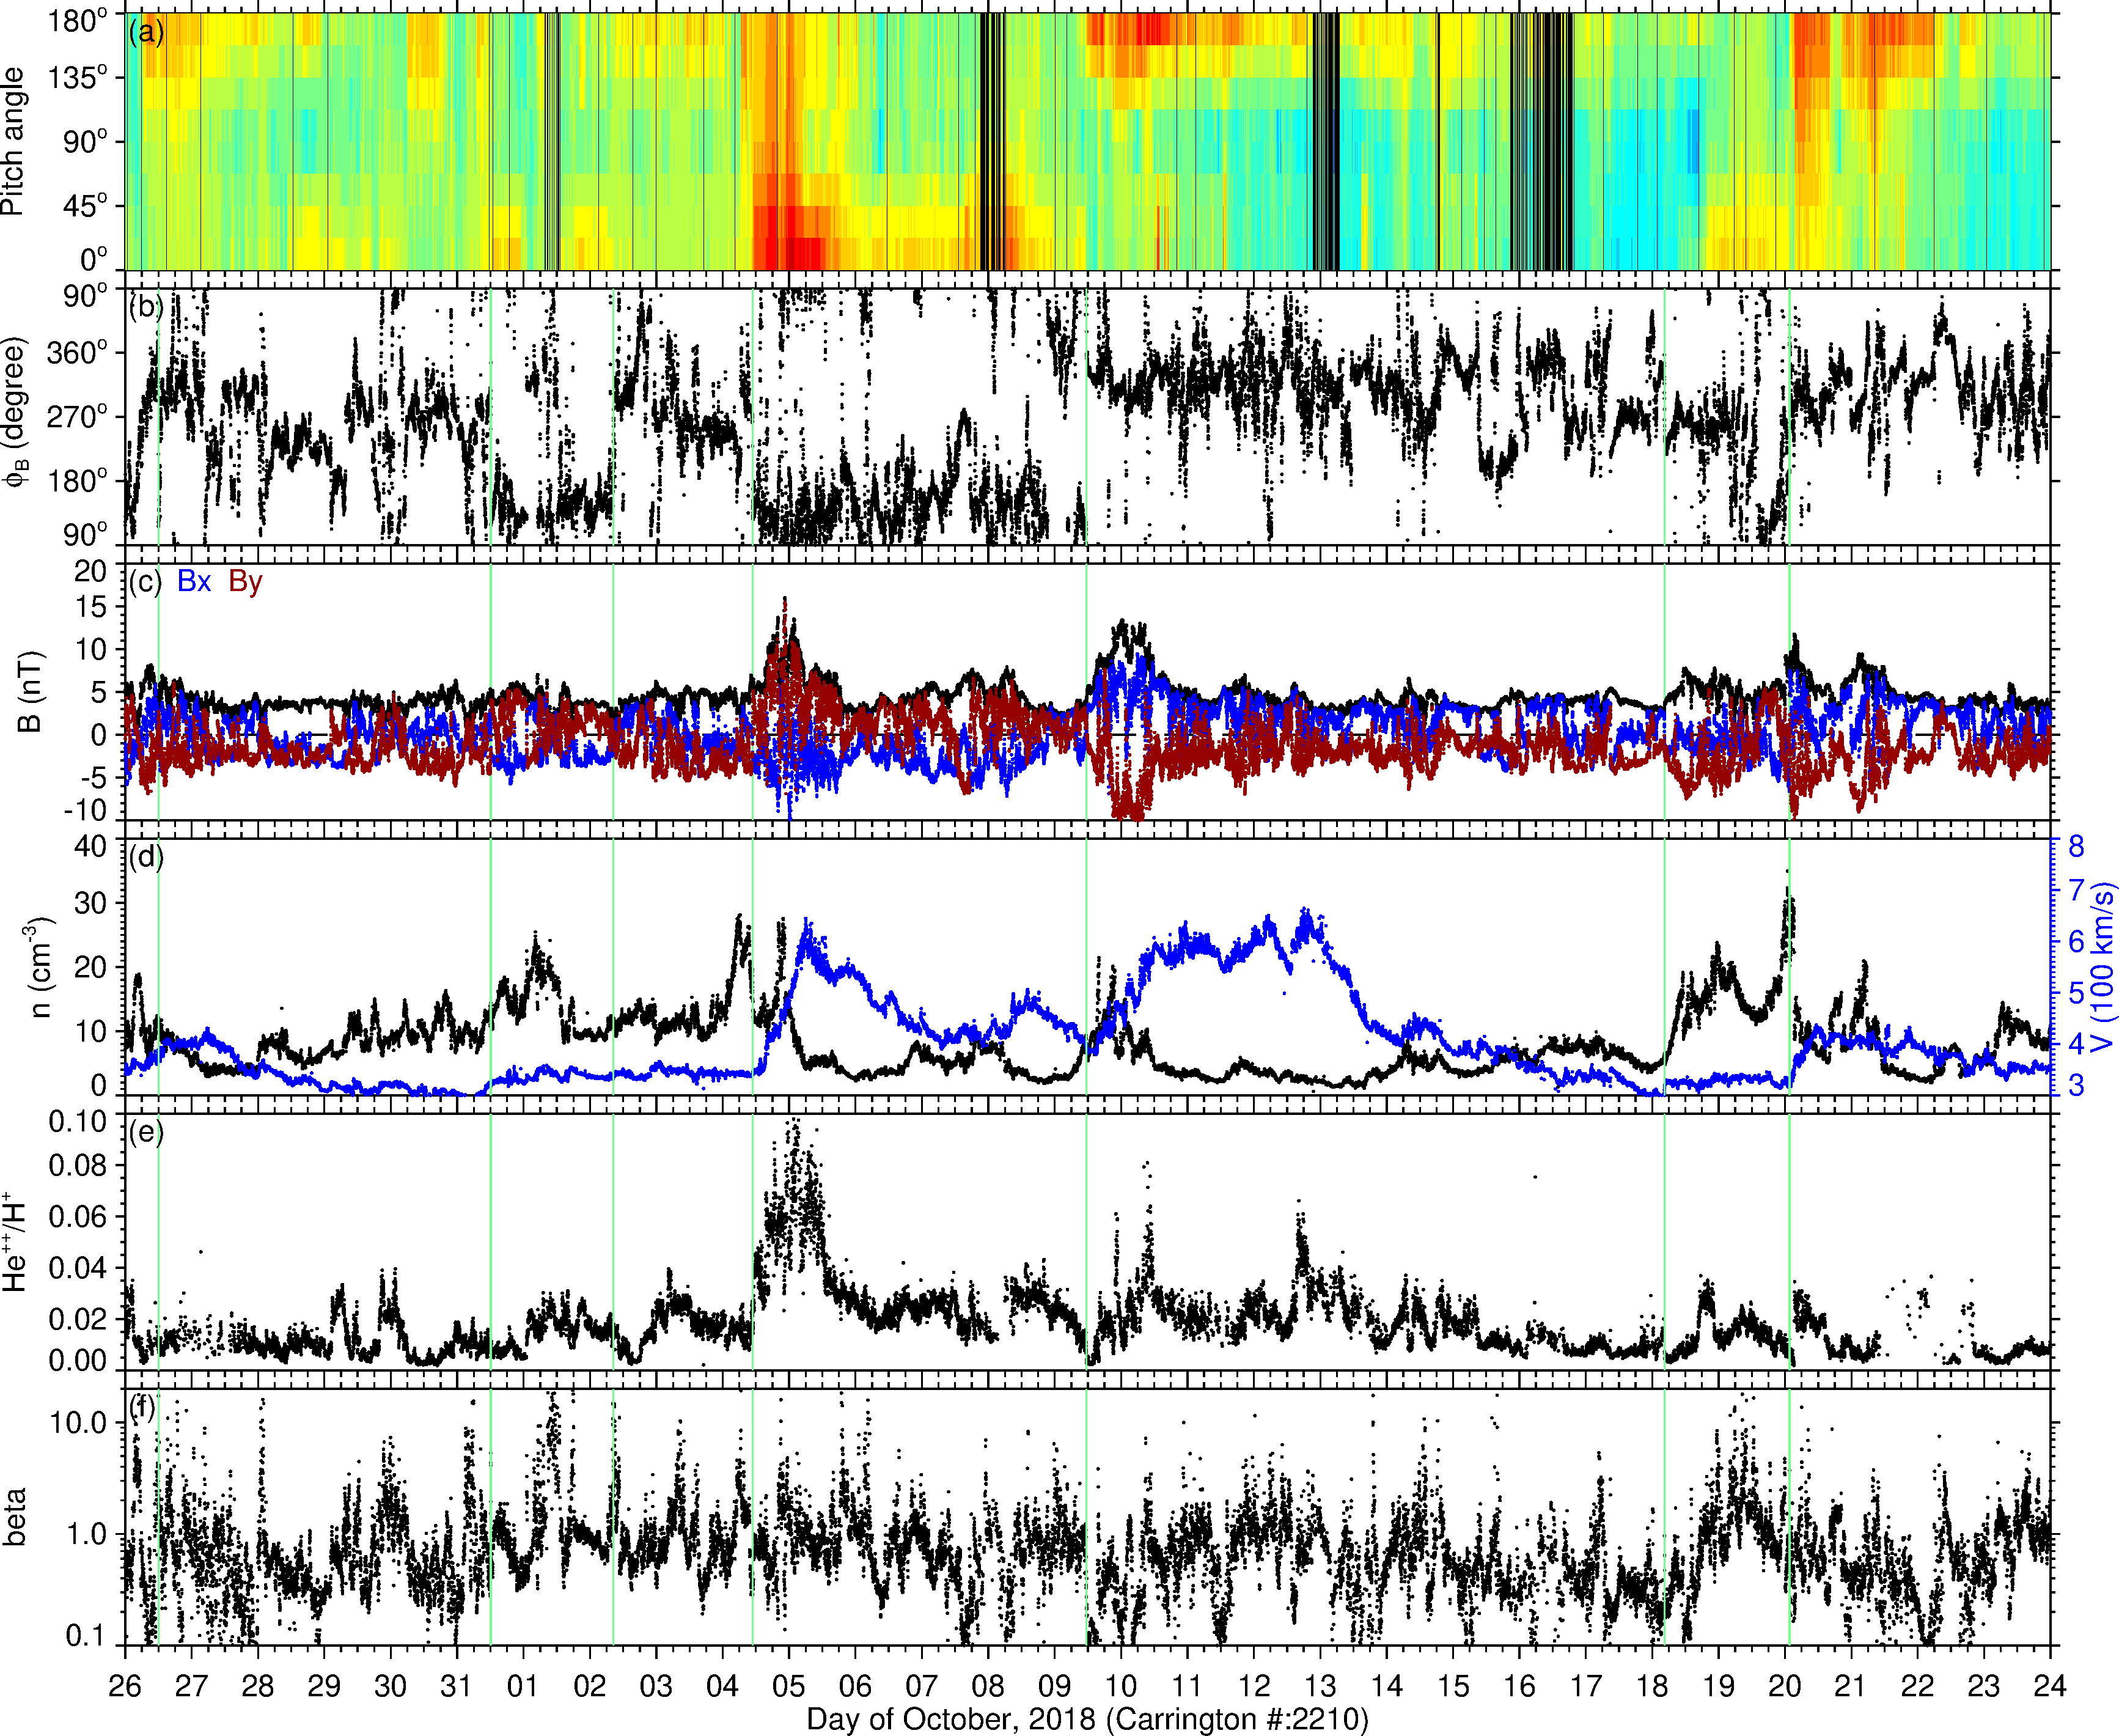 (a)
180°
135°
90°
45°
0°
Pitch angle
(b)
90°
360°
270°
180°
90°
ϕB (degree)
(c) Bx By
20
15
10
5
0
-5
-10
B (nT)
(d)
40
30
20
10
0
n (cm-3)
8
7
6
5
4
3
V (100 km/s)
(e)
0.10
0.08
0.06
0.04
0.02
0.00
He++/H+
(f)
10.0
1.0
0.1
beta
26 27 28 29 30 31 01 02 03 04 05 06 07 08 09 10 11 12 13 14 15 16 17 18 19 20 21 22 23 24
Day of October, 2018 (Carrington #:2210)